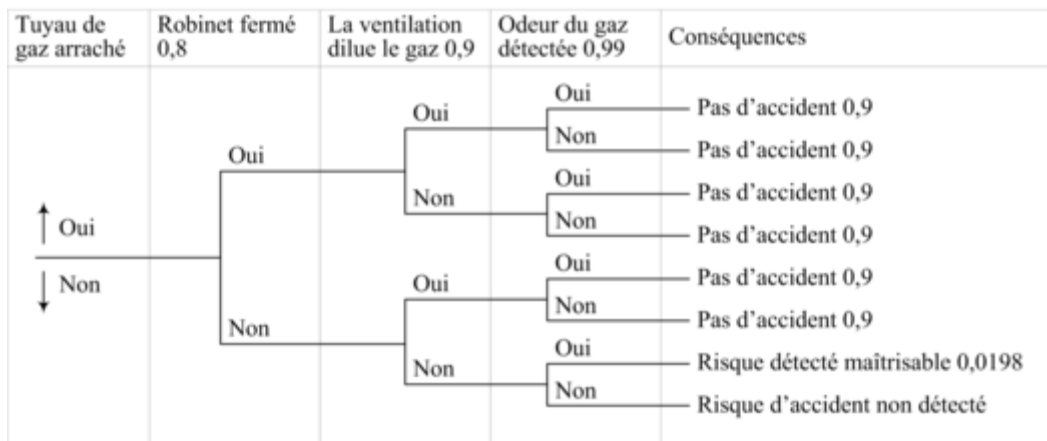 Tuyau de
gaz arraché
Robinet fermé
0,8
La ventilation
dilue le gaz 0,9
Odeur du gaz
détectée 0,99
Conséquences
Oui
Non
Oui
Non
Oui
Non
Oui
Non
Oui
Non
Oui
Non
Oui
Non
Oui
Non
Pas d'accident 0,9
Pas d'accident 0,9
Pas d'accident 0,9
Pas d'accident 0,9
Pas d'accident 0,9
Pas d'accident 0,9
Risque détecté maîtrisable 0,0198
Risque d'accident non détecté